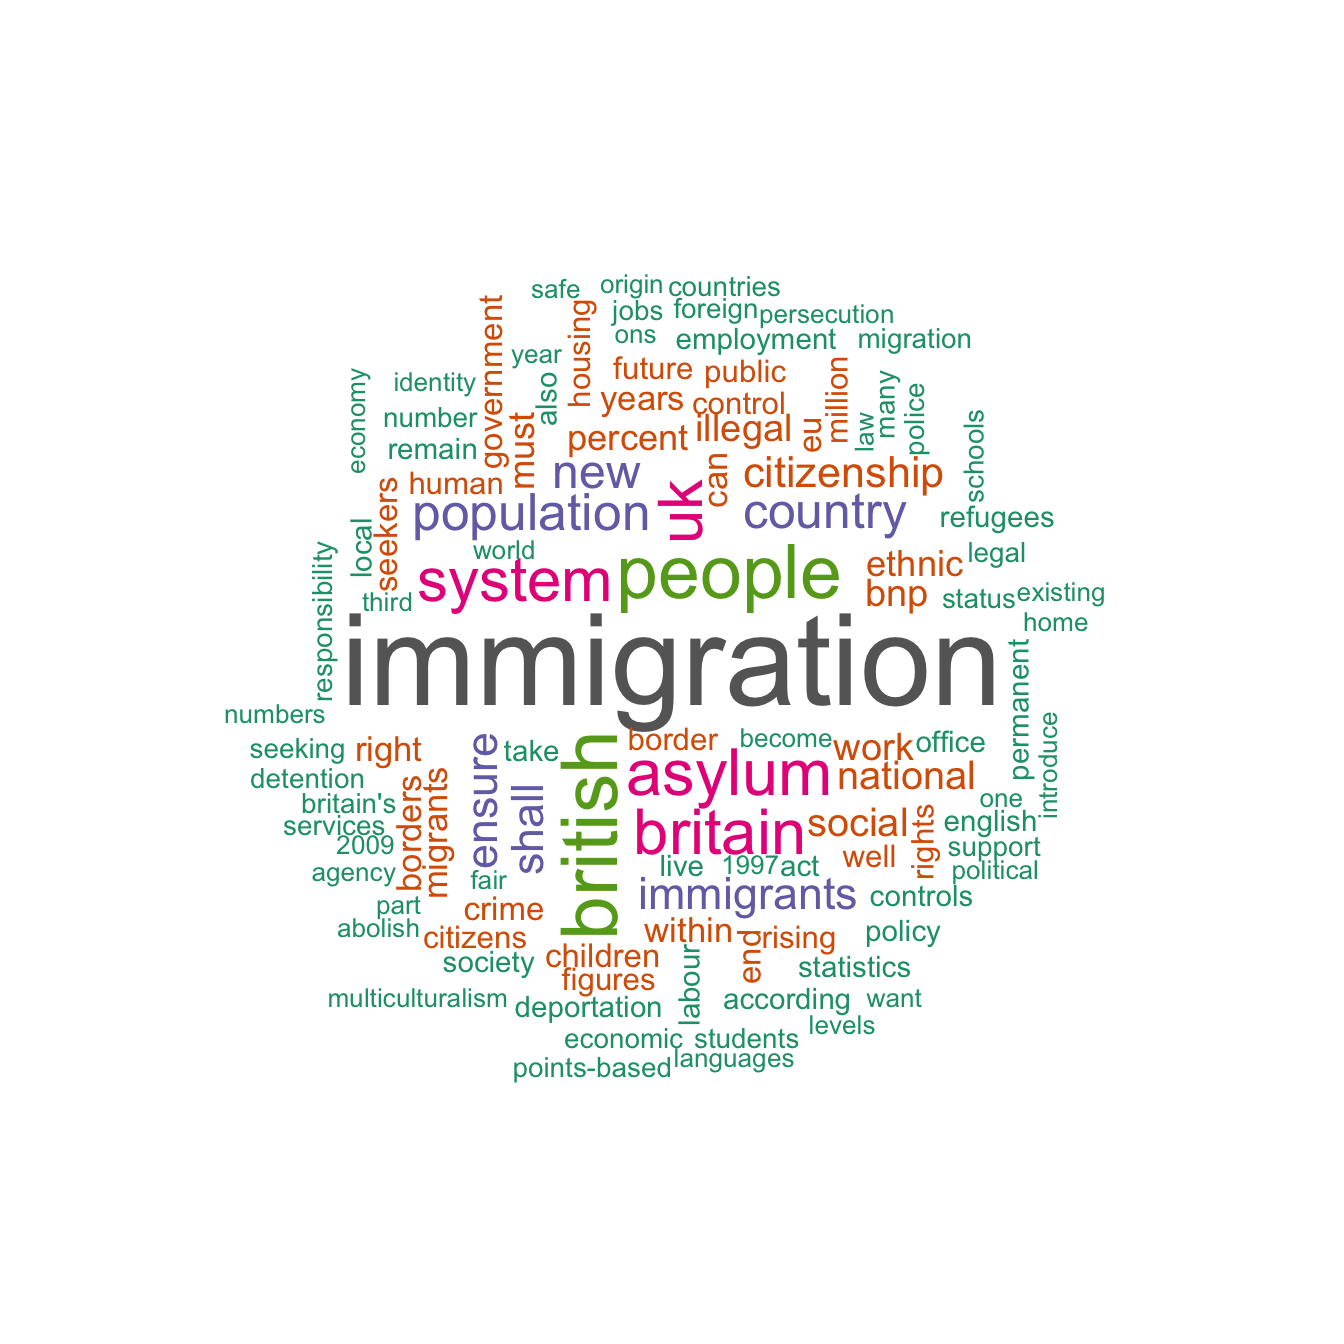 safe
origin
countries
jobs
foreign
persecution
ons
employment
migration
government
housing
year
future
public
million
economy
identity
also
years
control
law
many
police
number
must
percent
illegal
eu
schools
remain
human
new
can
citizenship
seekers
population
uk
country
refugees
local
world
legal
responsibility
third
system
people
ethnic
bnp
status
existing
home
immigration
permanent
numbers
introduce
seeking
right
ensure
take
british
border
become
work
office
detention
asylum
national
britain's
borders
migrants
shall
one
services
2009
britain
social
rights
english
agency
fair
live
1997
act
well
support
political
part
crime
immigrants
controls
abolish
citizens
within
end
rising
policy
society
children
figures
labour
statistics
multiculturalism
deportation
according
want
economic
students
levels
points-based
languages